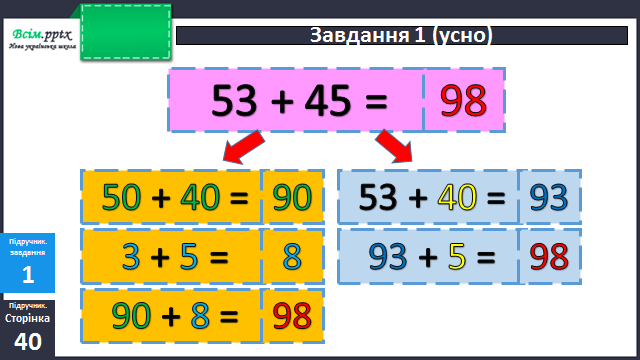 Всім.pptx
Нова українська школа
Завдання 1 (усно)
53 + 45 = 98
50 + 40 = 90
3 + 5 = 8
90 + 8 = 98
53 + 40 = 93
93 + 5 = 98
Підручник.
завдання
1
Підручник.
Сторінка
40